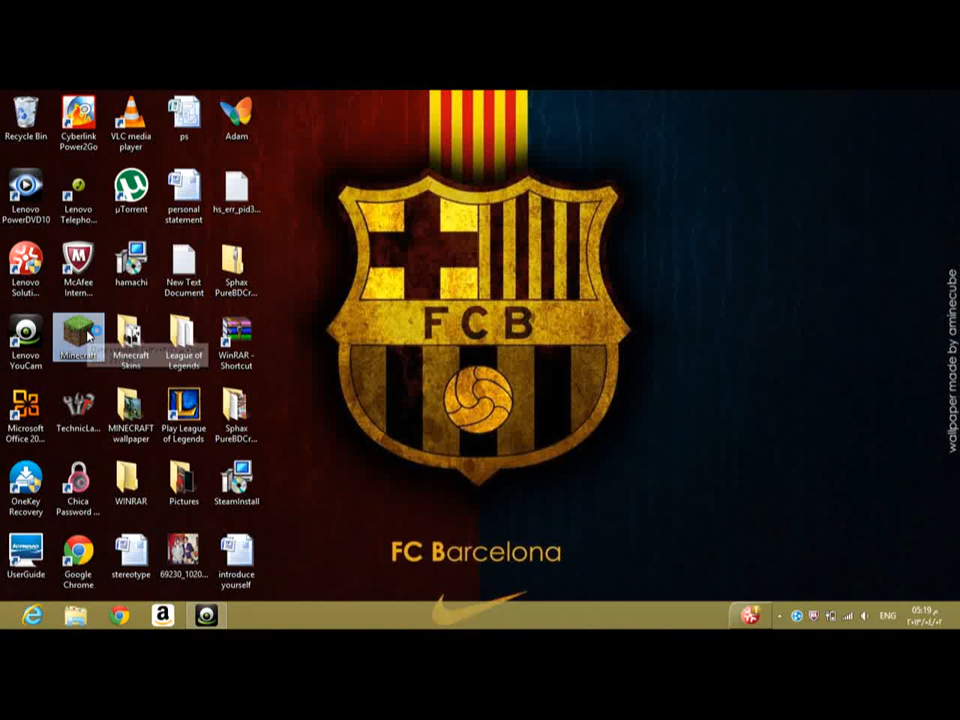 Recycle Bin
Cyberlink
Power2Go
VLC media
player
ps
Adam
Lenovo
PowerDVD10
Lenovo
Telepho...
µTorrent
personal
statement
hs_err_pid3...
Lenovo
Soluti...
McAfee
Intern...
hamachi
New Text
Document
Sphax
PureBDCr...
Lenovo
YouCam
Minecraft
Minecraft
Skins
League of
Legends
WinRAR -
Shortcut
Microsoft
Office 20...
TechnicLa...
MINECRAFT
wallpaper
Play League
of Legends
Sphax
PureBDCr...
OneKey
Recovery
Chica
Password ...
WINRAR
Pictures
SteamInstall
UserGuide
Google
Chrome
stereotype
69230_1020...
introduce
yourself
FCB
FC Barcelona
wallpaper made by aminecube
ENG
05:19 م
٢٠١٣/٠٤/٠٢